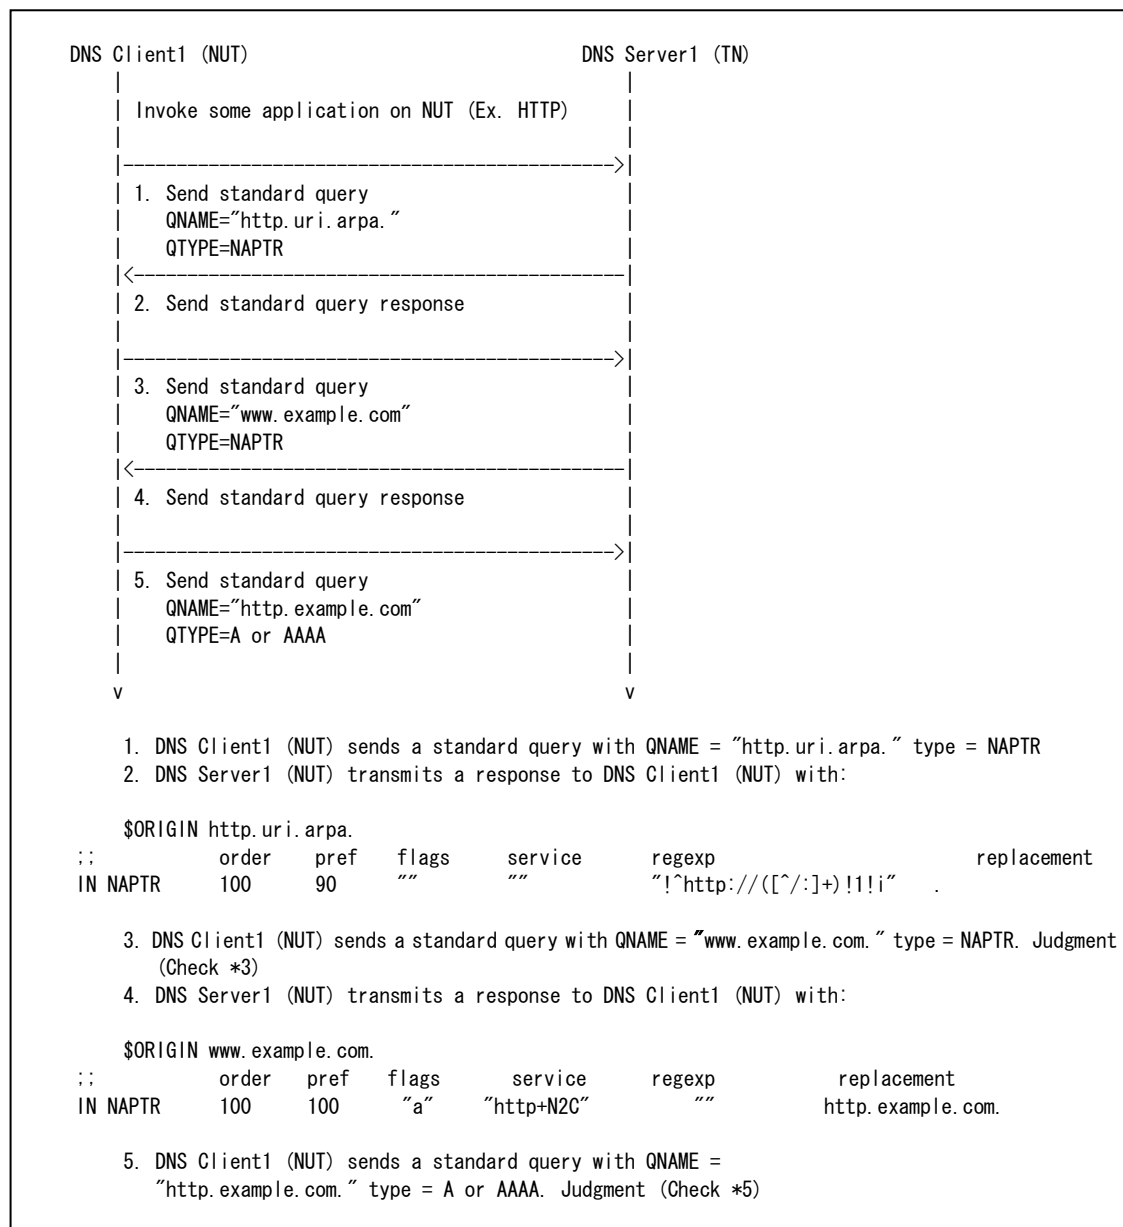 DNS Client1 (NUT)                                DNS Server1 (TN)
     |                                                |
     | Invoke some application on NUT (Ex. HTTP)      |
     |                                                |
     |----------------------------------------------->|
     | 1. Send standard query                         |
     |    QNAME="http.uri.arpa."                      |
     |    QTYPE=NAPTR                                 |
     |<-----------------------------------------------|
     | 2. Send standard query response                |
     |                                                |
     |----------------------------------------------->|
     | 3. Send standard query                         |
     |    QNAME="www.example.com"                     |
     |    QTYPE=NAPTR                                 |
     |<-----------------------------------------------|
     | 4. Send standard query response                |
     |                                                |
     |----------------------------------------------->|
     | 5. Send standard query                         |
     |    QNAME="http.example.com"                    |
     |    QTYPE=A or AAAA                             |
     |                                                |
     v                                                v
1. DNS Client1 (NUT) sends a standard query with QNAME = "http.uri.arpa." type = NAPTR
2. DNS Server1 (NUT) transmits a response to DNS Client1 (NUT) with:
$ORIGIN http.uri.arpa.
;; order pref flags service regexp replacement
IN NAPTR 100 90 "" "" "!^http://([^/:]+)!1!i" .
3. DNS Client1 (NUT) sends a standard query with QNAME = "www.example.com." type = NAPTR. Judgment
(Check *3)
4. DNS Server1 (NUT) transmits a response to DNS Client1 (NUT) with:
$ORIGIN www.example.com.
;; order pref flags service regexp replacement
IN NAPTR 100 100 "a" "http+N2C" "" http.example.com.
5. DNS Client1 (NUT) sends a standard query with QNAME =
"http.example.com." type = A or AAAA. Judgment (Check *5)